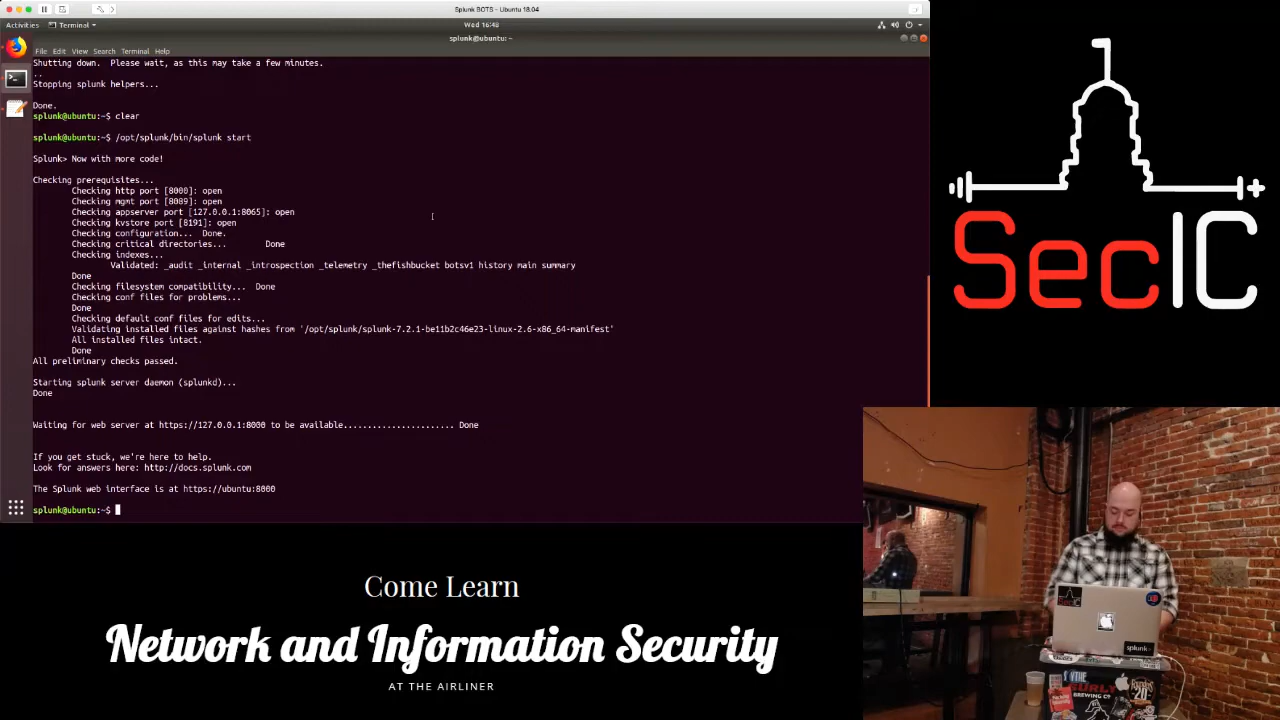 Splunk BOTS - Ubuntu 18.04
Activities Terminal Wed 16:48
splunk@ubuntu: ~
File Edit View Search Terminal Help
Shutting down. Please wait, as this may take a few minutes.
..
Stopping splunk helpers...
Done.
splunk@ubuntu:~$ clear
splunk@ubuntu:~$ /opt/splunk/bin/splunk start
Splunk> Now with more code!
Checking prerequisites...
Checking http port [8000]: open
Checking mgmt port [8089]: open
Checking appserver port [127.0.0.1:8065]: open
Checking kvstore port [8191]: open
Checking configuration... Done.
Checking critical directories... Done
Checking indexes...
Validated: _audit _internal _introspection _telemetry _thefishbucket botsv1 history main summary
Done
Checking filesystem compatibility... Done
Checking conf files for problems...
Done
Checking default conf files for edits...
Validating installed files against hashes from '/opt/splunk/splunk-7.2.1-be11b2c46e23-linux-2.6-x86_64-manifest'
All installed files intact.
Done
All preliminary checks passed.
Starting splunk server daemon (splunkd)...
Done
Waiting for web server at https://127.0.0.1:8000 to be available....................... Done
If you get stuck, we're here to help.
Look for answers here: http://docs.splunk.com
The Splunk web interface is at https://ubuntu:8000
splunk@ubuntu:~$
SecIC
Come Learn
Network and Information Security
AT THE AIRLINER
SecIC
splunk>
SURLY
BREWING CO.